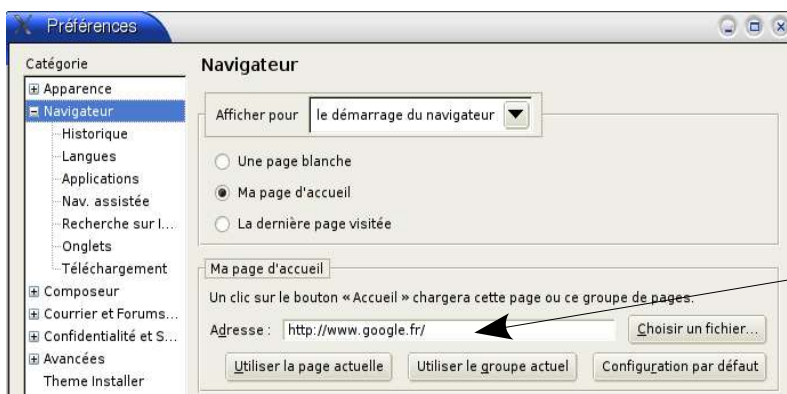 Préférences
Catégorie
Apparence
Navigateur
Historique
Langues
Applications
Nav. assistée
Recherche sur l...
Onglets
Téléchargement
Composeur
Courrier et Forums...
Confidentialité et S...
Avancées
Theme Installer
Navigateur
Afficher pour le démarrage du navigateur
Une page blanche
Ma page d'accueil
La dernière page visitée
Ma page d'accueil
Un clic sur le bouton « Accueil » chargera cette page ou ce groupe de pages.
Adresse : http://www.google.fr/ Choisir un fichier...
Utiliser la page actuelle Utiliser le groupe actuel Configuration par défaut